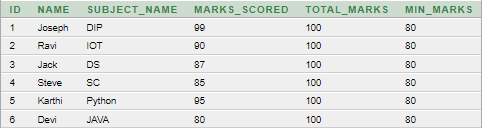 ID NAME SUBJECT_NAME MARKS_SCORED TOTAL_MARKS MIN_MARKS
1 Joseph DIP 99 100 80
2 Ravi IOT 90 100 80
3 Jack DS 87 100 80
4 Steve SC 85 100 80
5 Karthi Python 95 100 80
6 Devi JAVA 80 100 80